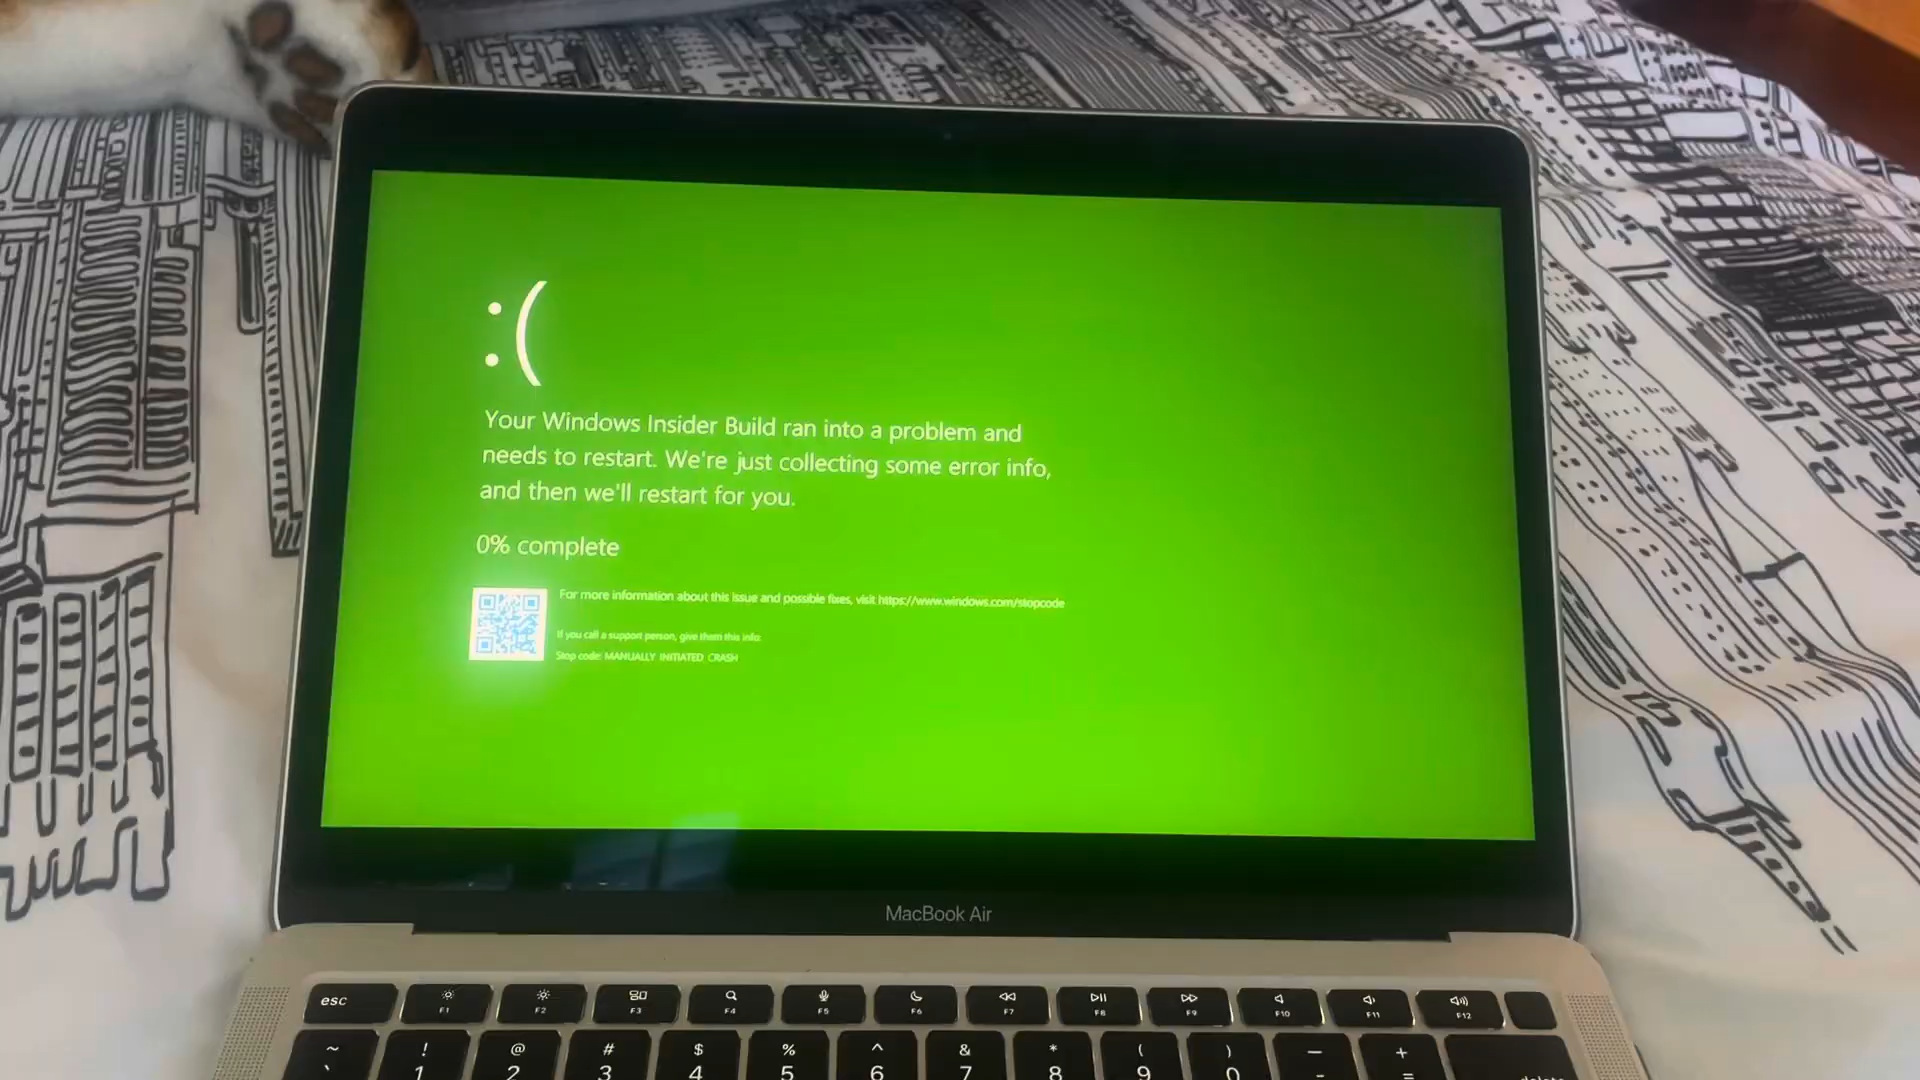 :(
Your Windows Insider Build ran into a problem and
needs to restart. We're just collecting some error info,
and then we'll restart for you.
0% complete
For more information about this issue and possible fixes, visit https://www.windows.com/stopcode
If you call a support person, give them this info:
Stop code: MANUALLY_INITIATED_CRASH
MacBook Air
esc F1 F2 F3 F4 F5 F6 F7 F8 F9 F10 F11 F12
~ ! @ # $ % ^ & * ( ) — +
` 1 2 3 4 5 6 7 8 9 0 - =
delete